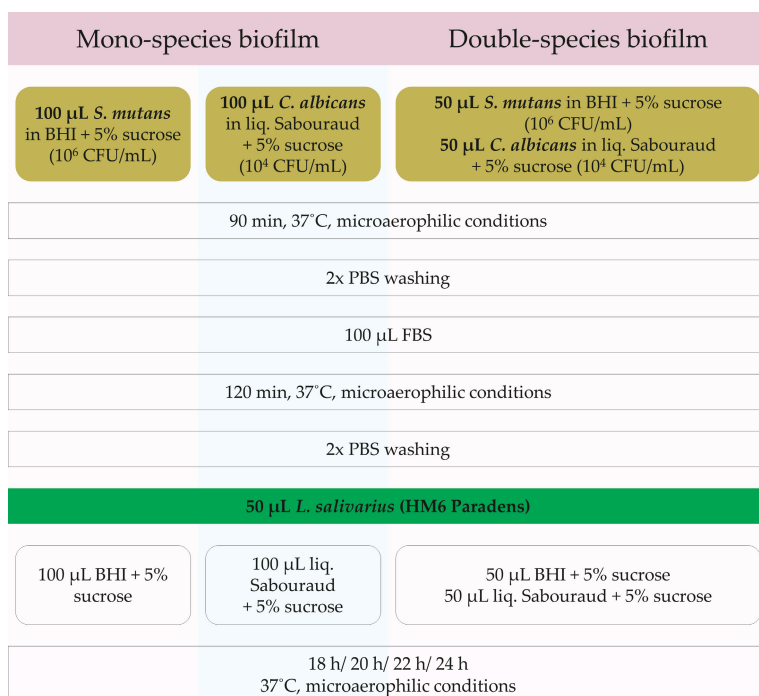 Mono-species biofilm
Double-species biofilm
100 µL S. mutans
in BHI + 5% sucrose
(10⁶ CFU/mL)
100 µL C. albicans
in liq. Sabouraud
+ 5% sucrose
(10⁴ CFU/mL)
50 µL S. mutans in BHI + 5% sucrose
(10⁶ CFU/mL)
50 µL C. albicans in liq. Sabouraud
+ 5% sucrose (10⁴ CFU/mL)
90 min, 37˚C, microaerophilic conditions
2x PBS washing
100 µL FBS
120 min, 37˚C, microaerophilic conditions
2x PBS washing
50 µL L. salivarius (HM6 Paradens)
100 µL BHI + 5%
sucrose
100 µL liq.
Sabouraud
+ 5% sucrose
50 µL BHI + 5% sucrose
50 µL liq. Sabouraud + 5% sucrose
18 h/ 20 h/ 22 h/ 24 h
37˚C, microaerophilic conditions